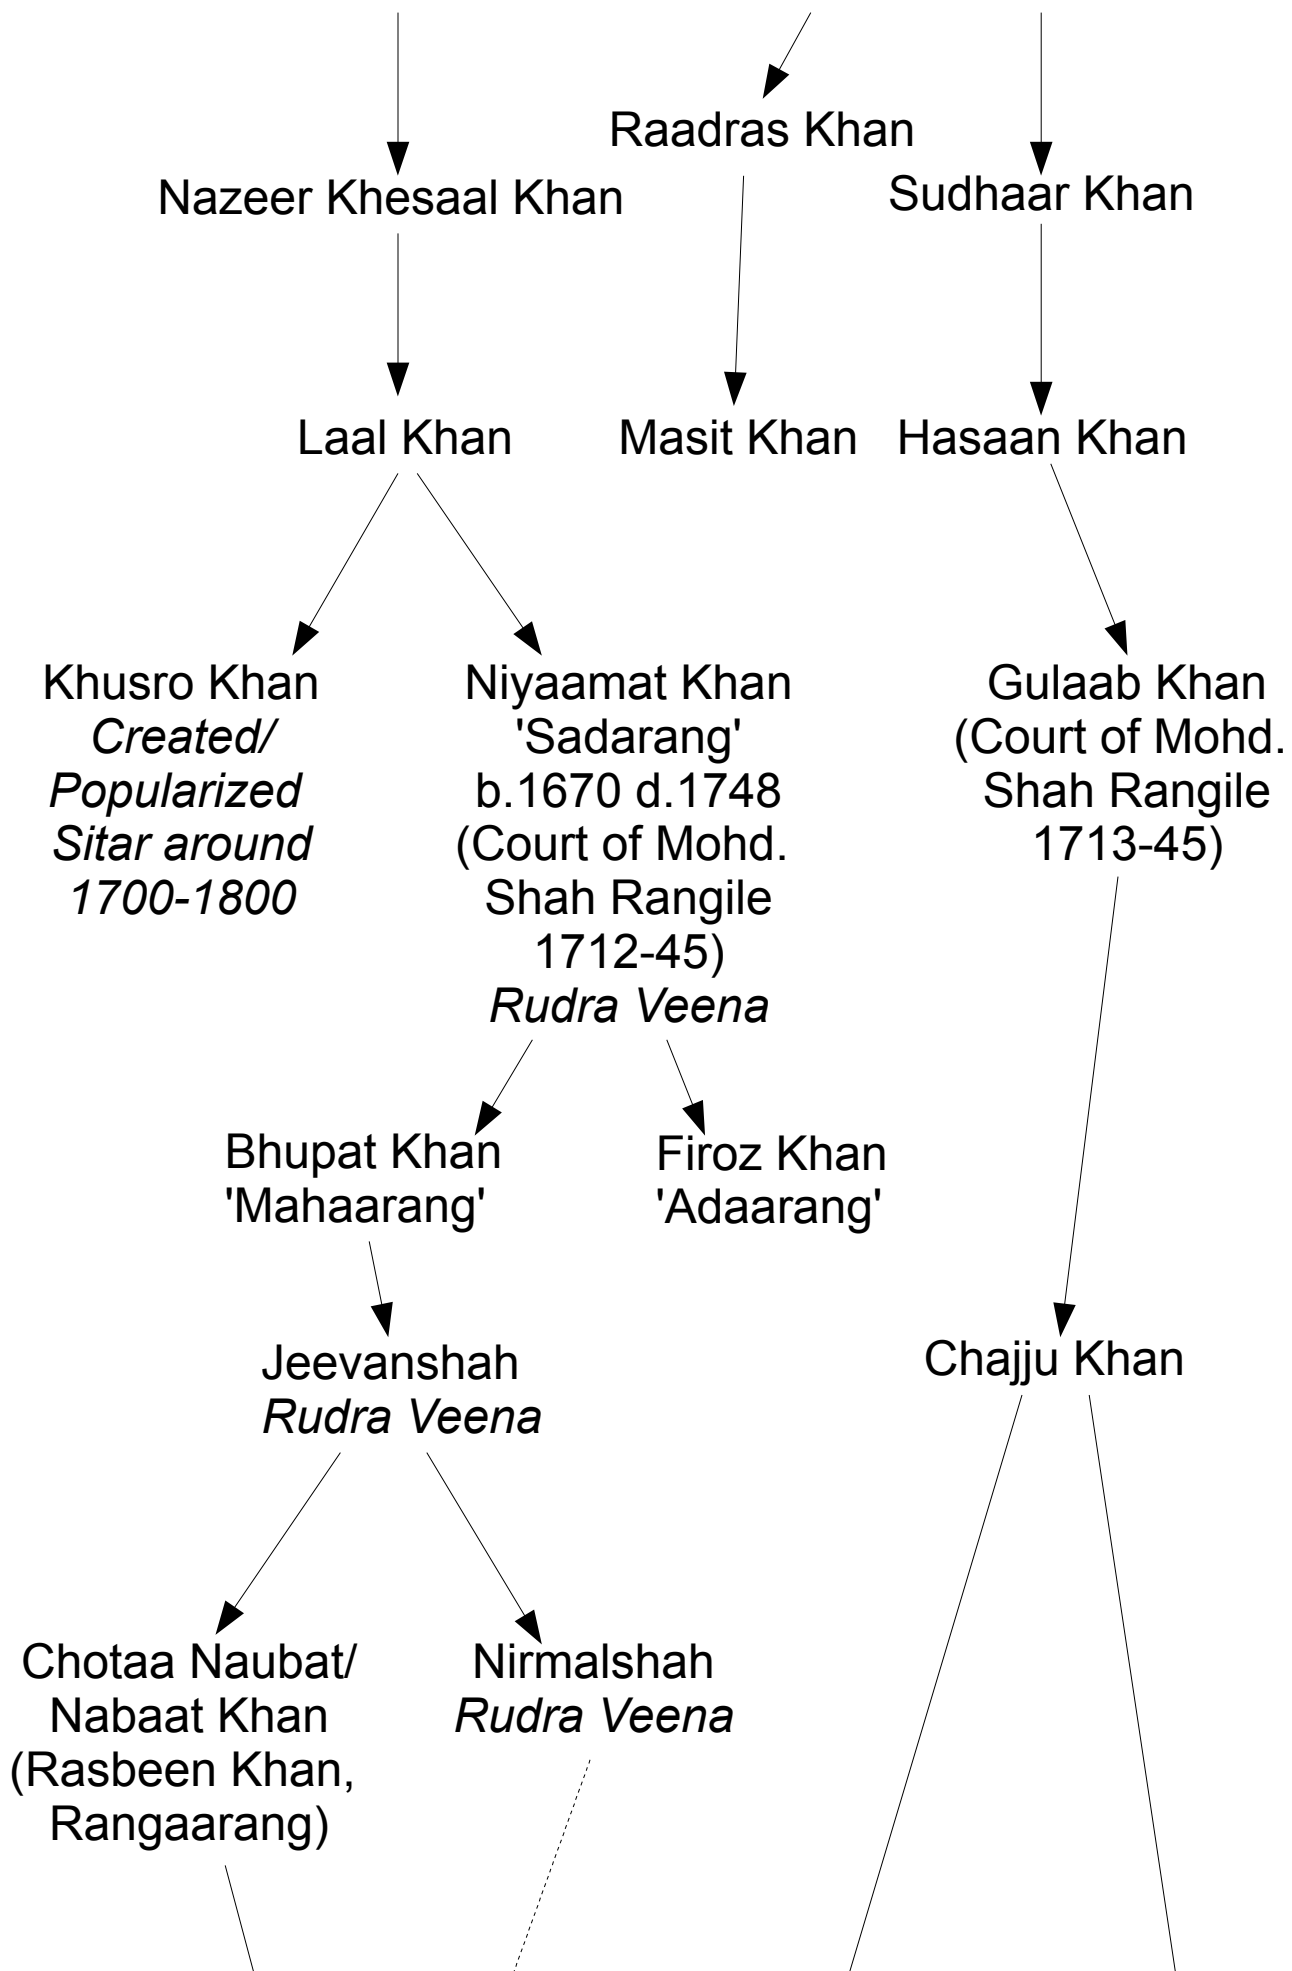 Raadras Khan
Nazeer Khesaal Khan
Sudhaar Khan
Laal Khan
Masit Khan
Hasaan Khan
Khusro Khan
Created/
Popularized
Sitar around
1700-1800
Niyaamat Khan
'Sadarang'
b.1670 d.1748
(Court of Mohd.
Shah Rangile
1712-45)
Rudra Veena
Gulaab Khan
(Court of Mohd.
Shah Rangile
1713-45)
Bhupat Khan
'Mahaarang'
Firoz Khan
'Adaarang'
Jeevanshah
Rudra Veena
Chajju Khan
Chotaa Naubat/
Nabaat Khan
(Rasbeen Khan,
Rangaarang)
Nirmalshah
Rudra Veena